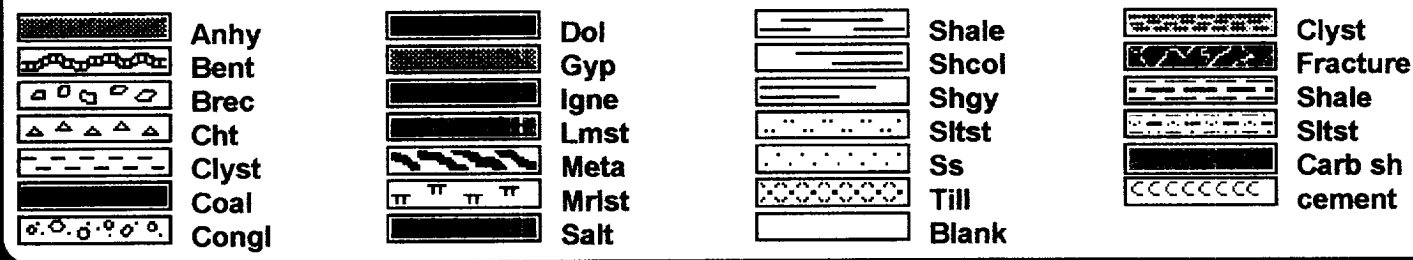 Anhy
Bent
Brec
Cht
Clyst
Coal
Congl
Dol
Gyp
Igne
Lmst
Meta
Mrlst
Salt
Shale
Shcol
Shgy
Sltst
Ss
Till
Blank
Clyst
Fracture
Shale
Sltst
Carb sh
cement